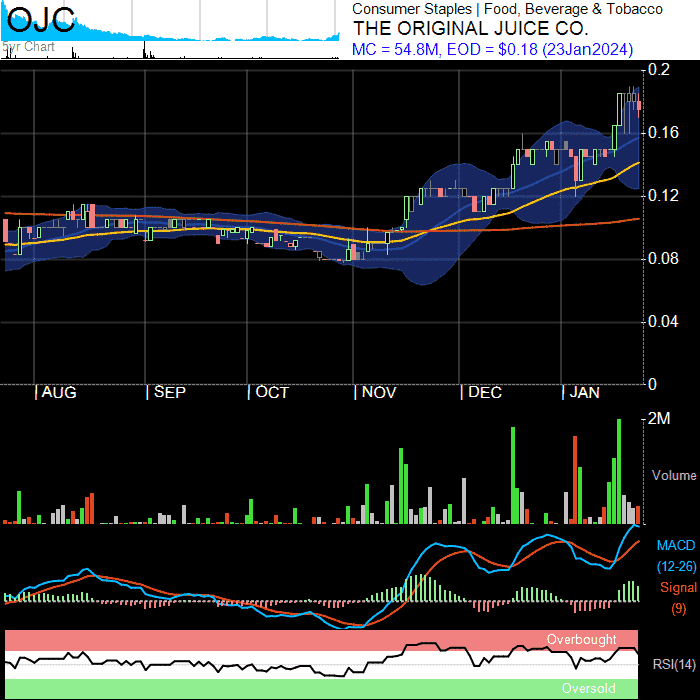 OJC
5yr Chart
Consumer Staples | Food, Beverage & Tobacco
THE ORIGINAL JUICE CO.
MC = 54.8M, EOD = $0.18 (23Jan2024)
0.2
0.16
0.12
0.08
0.04
0
AUG SEP OCT NOV DEC JAN
2M
Volume
MACD
(12-26)
Signal
(9)
Overbought
RSI(14)
Oversold